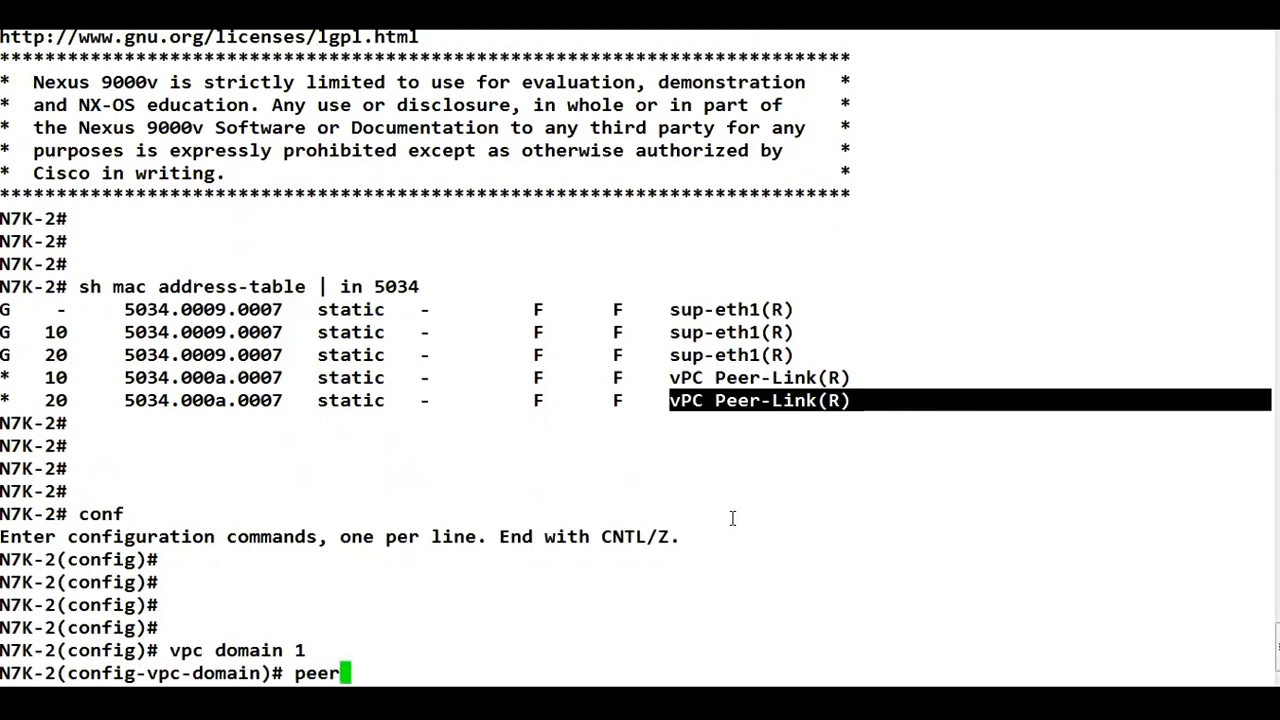 http://www.gnu.org/licenses/lgpl.html
***************************************************************************
*  Nexus 9000v is strictly limited to use for evaluation, demonstration   *
*  and NX-OS education. Any use or disclosure, in whole or in part of     *
*  the Nexus 9000v Software or Documentation to any third party for any   *
*  purposes is expressly prohibited except as otherwise authorized by     *
*  Cisco in writing.                                                      *
***************************************************************************
N7K-2#
N7K-2#
N7K-2#
N7K-2# sh mac address-table | in 5034
G    -     5034.0009.0007   static   -         F      F    sup-eth1(R)
G   10     5034.0009.0007   static   -         F      F    sup-eth1(R)
G   20     5034.0009.0007   static   -         F      F    sup-eth1(R)
*   10     5034.000a.0007   static   -         F      F    vPC Peer-Link(R)
*   20     5034.000a.0007   static   -         F      F    vPC Peer-Link(R)
N7K-2#
N7K-2#
N7K-2#
N7K-2#
N7K-2# conf
Enter configuration commands, one per line. End with CNTL/Z.
N7K-2(config)#
N7K-2(config)#
N7K-2(config)#
N7K-2(config)#
N7K-2(config)# vpc domain 1
N7K-2(config-vpc-domain)# peer